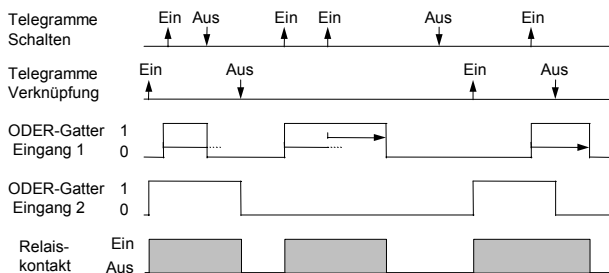 Telegramme
Schalten
Ein Aus Ein Ein Aus Ein
Telegramme
Verknüpfung
Ein Aus Ein Aus
ODER-Gatter 1
Eingang 1 0
ODER-Gatter 1
Eingang 2 0
Relais- Ein
kontakt Aus